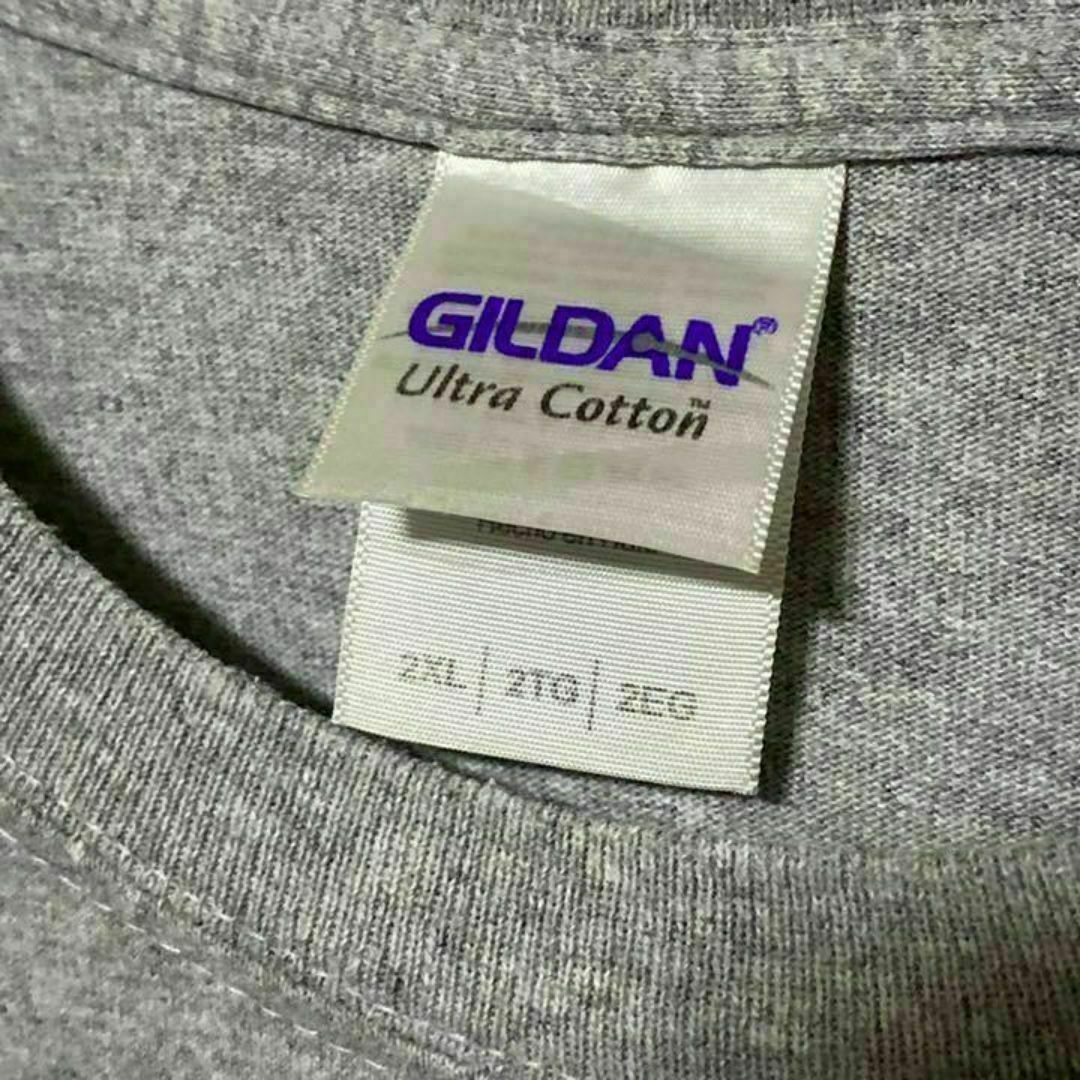 GILDAN®
Ultra Cotton™
2XL | 2TG | 2EG